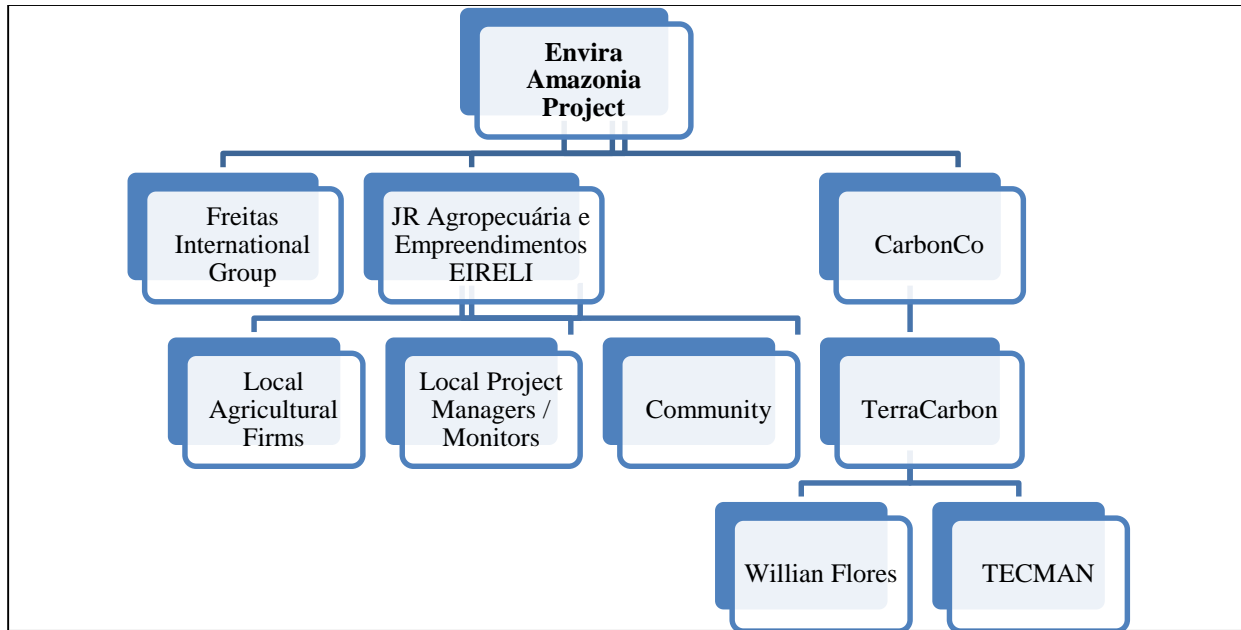 Envira
Amazonia
Project
Freitas
International
Group
JR Agropecuária e
Empreendimentos
EIRELI
CarbonCo
Local
Agricultural
Firms
Local Project
Managers /
Monitors
Community
TerraCarbon
Willian Flores
TECMAN